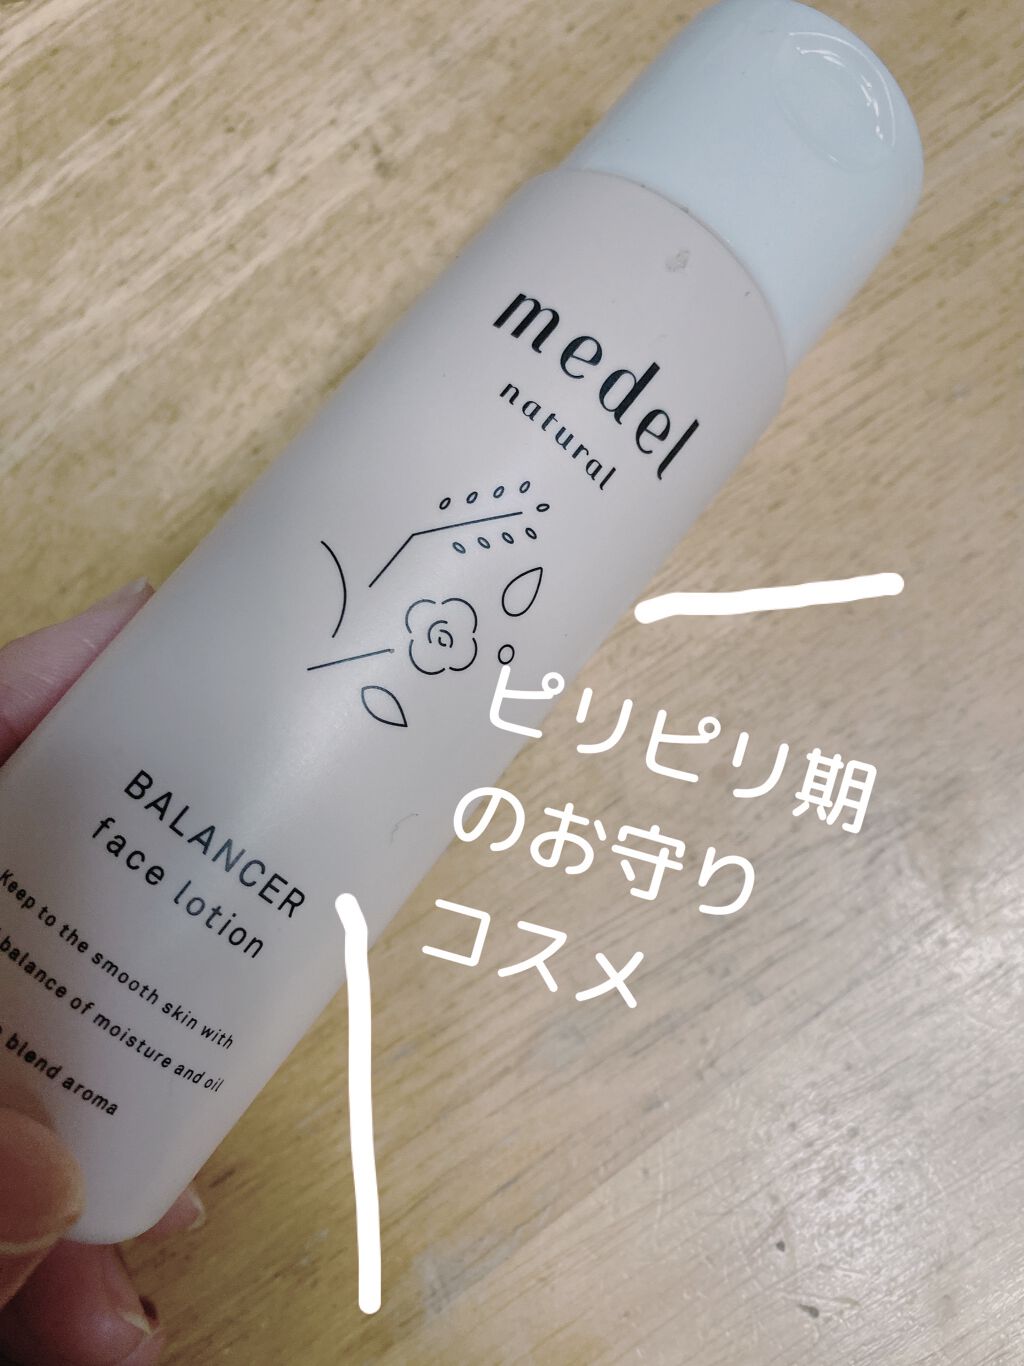 medel
natural
BALANCER
face lotion
Keep to the smooth skin with
balance of moisture and oil
blend aroma
ピリピリ期
のお守り
コスメ